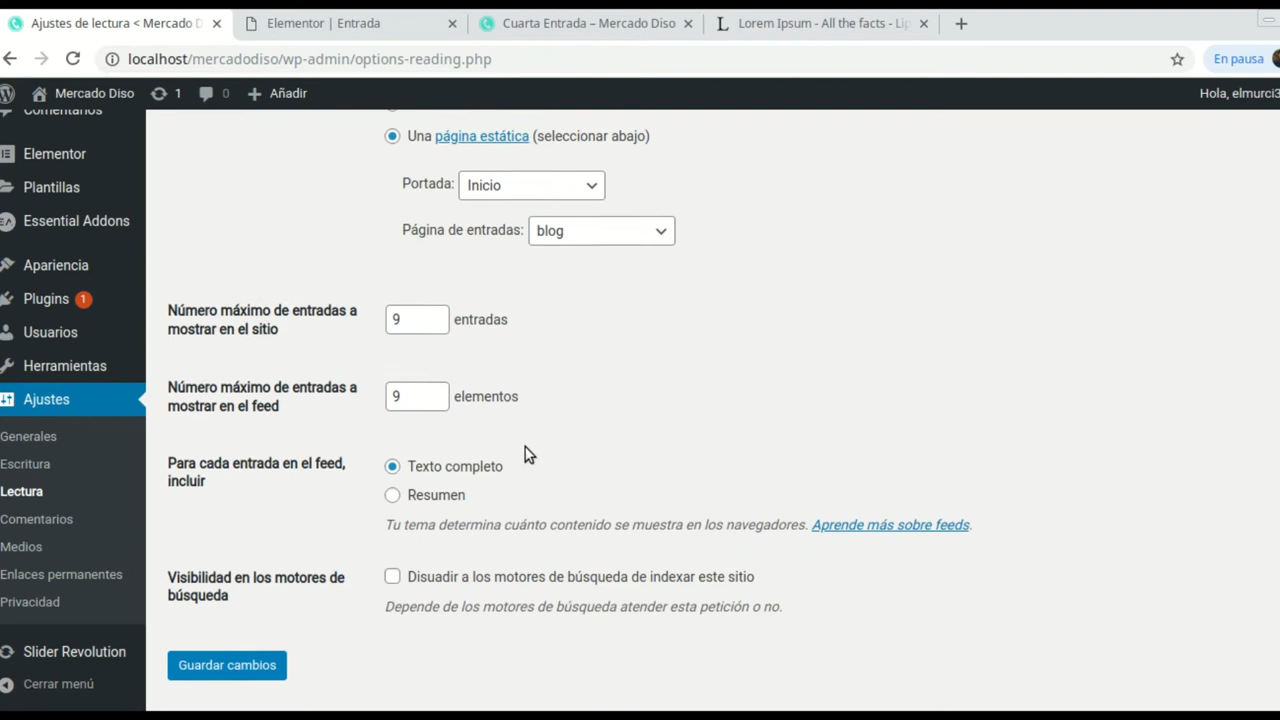 Ajustes de lectura < Mercado D
Elementor | Entrada
Cuarta Entrada – Mercado Diso
Lorem Ipsum - All the facts - Lip
localhost/mercadodiso/wp-admin/options-reading.php
En pausa
Mercado Diso
1
0
Añadir
Hola, elmurci3
Comentarios
Elementor
Plantillas
Essential Addons
Apariencia
Plugins 1
Usuarios
Herramientas
Ajustes
Generales
Escritura
Lectura
Comentarios
Medios
Enlaces permanentes
Privacidad
Slider Revolution
Cerrar menú
Una página estática (seleccionar abajo)
Portada: Inicio
Página de entradas: blog
Número máximo de entradas a
mostrar en el sitio
9 entradas
Número máximo de entradas a
mostrar en el feed
9 elementos
Para cada entrada en el feed,
incluir
Texto completo
Resumen
Tu tema determina cuánto contenido se muestra en los navegadores. Aprende más sobre feeds.
Visibilidad en los motores de
búsqueda
Disuadir a los motores de búsqueda de indexar este sitio
Depende de los motores de búsqueda atender esta petición o no.
Guardar cambios